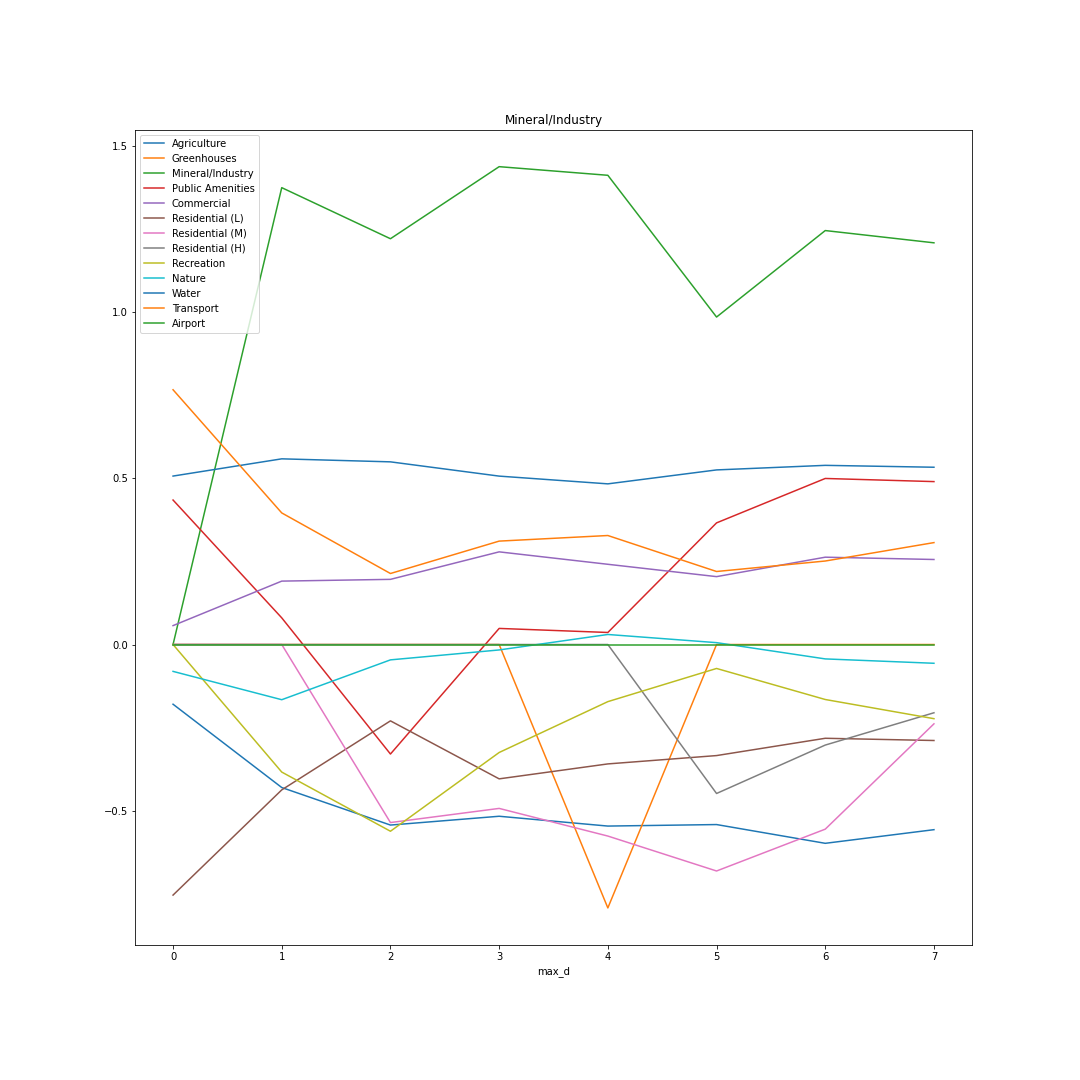 Mineral/Industry
1.5
1.0
0.5
0.0
−0.5
Agriculture
Greenhouses
Mineral/Industry
Public Amenities
Commercial
Residential (L)
Residential (M)
Residential (H)
Recreation
Nature
Water
Transport
Airport
0 1 2 3 4 5 6 7
max_d